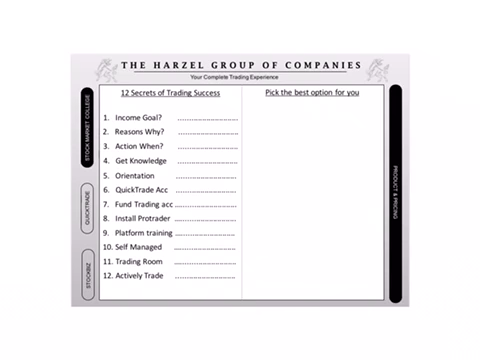 THE HARZEL GROUP OF COMPANIES
Your Complete Trading Experience
12 Secrets of Trading Success
1. Income Goal? ..............................
2. Reasons Why? ..............................
3. Action When? ..............................
4. Get Knowledge ..............................
5. Orientation ..............................
6. QuickTrade Acc ..............................
7. Fund Trading acc ..............................
8. Install Protrader ..............................
9. Platform training ..............................
10. Self Managed ..............................
11. Trading Room ..............................
12. Actively Trade ..............................
Pick the best option for you
STOCK MARKET COLLEGE
QUICKTRADE
STOCKBIZ
PRODUCT & PRICING